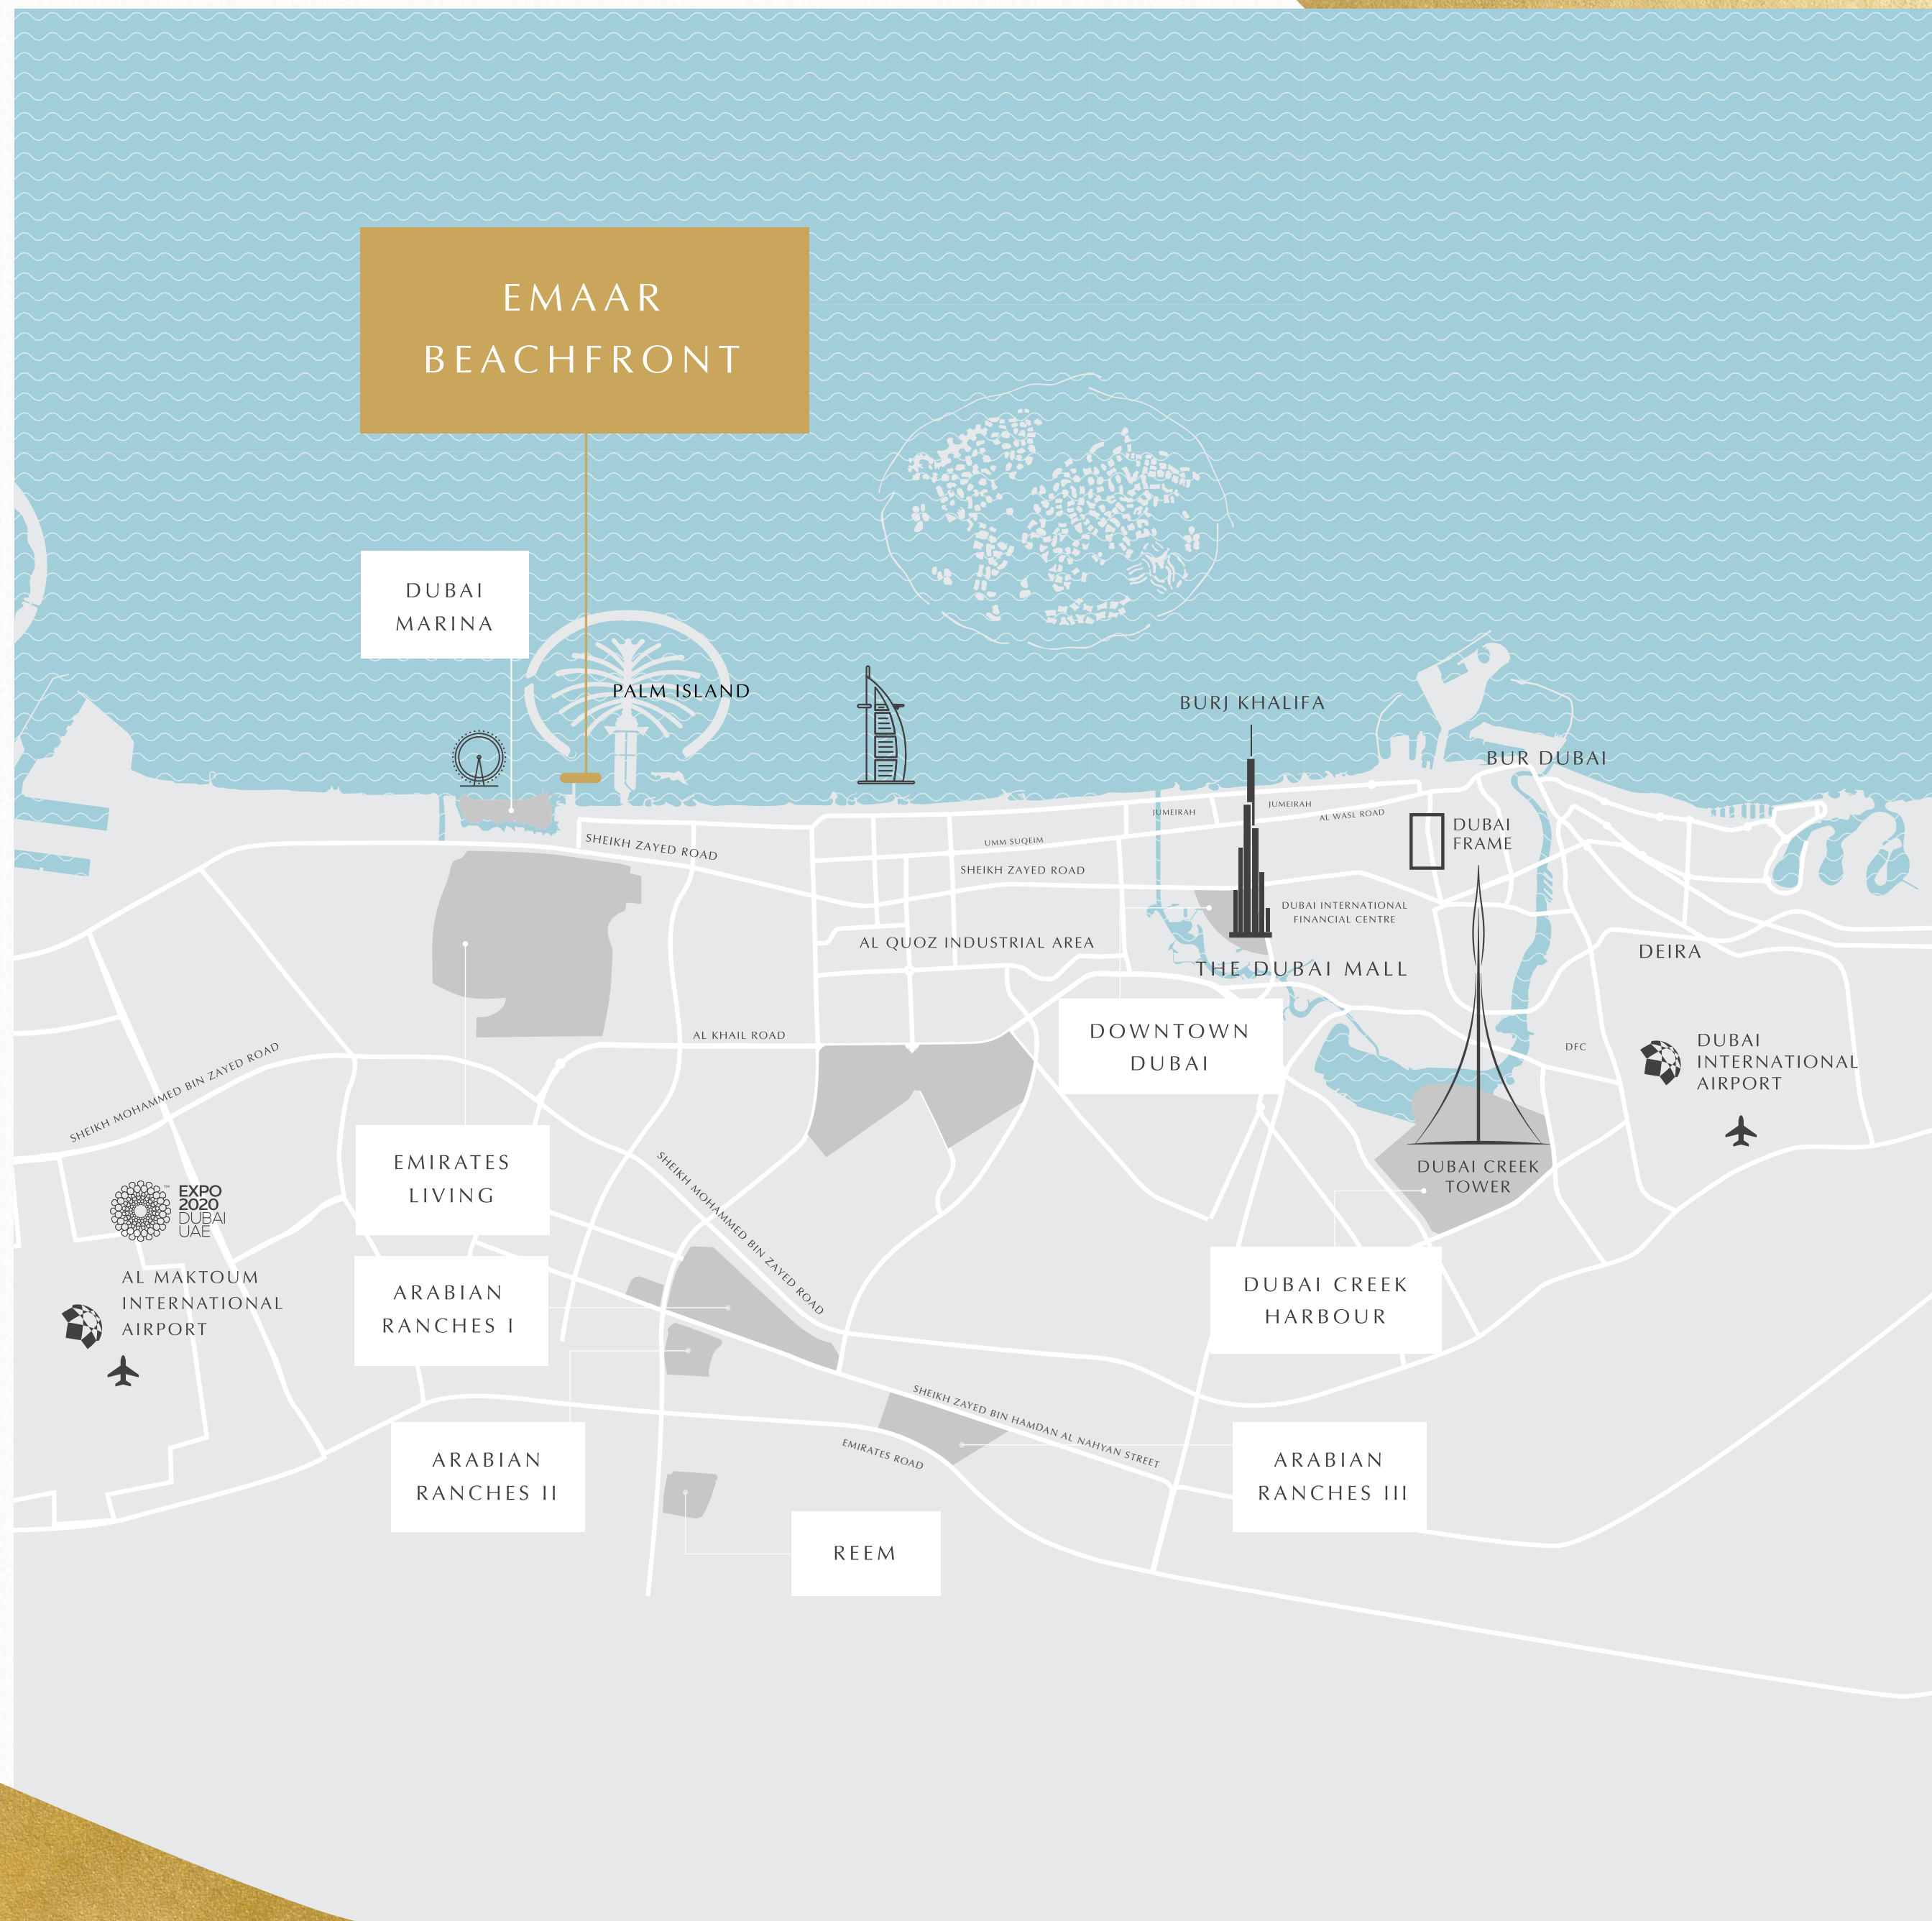 EMAAR
BEACHFRONT
DUBAI
MARINA
PALM ISLAND
BURJ KHALIFA
BUR DUBAI
JUMEIRAH
JUMEIRAH
AL WASL ROAD
DUBAI
FRAME
SHEIKH ZAYED ROAD
UMM SUQEIM
SHEIKH ZAYED ROAD
DUBAI INTERNATIONAL
FINANCIAL CENTRE
AL QUOZ INDUSTRIAL AREA
THE DUBAI MALL
DEIRA
AL KHAIL ROAD
DOWNTOWN
DUBAI
DFC
DUBAI
INTERNATIONAL
AIRPORT
SHEIKH MOHAMMED BIN ZAYED ROAD
EMIRATES
LIVING
SHEIKH MOHAMMED BIN ZAYED ROAD
DUBAI CREEK
TOWER
EXPO
2020
DUBAI
UAE
TM
AL MAKTOUM
INTERNATIONAL
AIRPORT
ARABIAN
RANCHES I
DUBAI CREEK
HARBOUR
SHEIKH ZAYED BIN HAMDAN AL NAHYAN STREET
EMIRATES ROAD
ARABIAN
RANCHES II
ARABIAN
RANCHES III
REEM